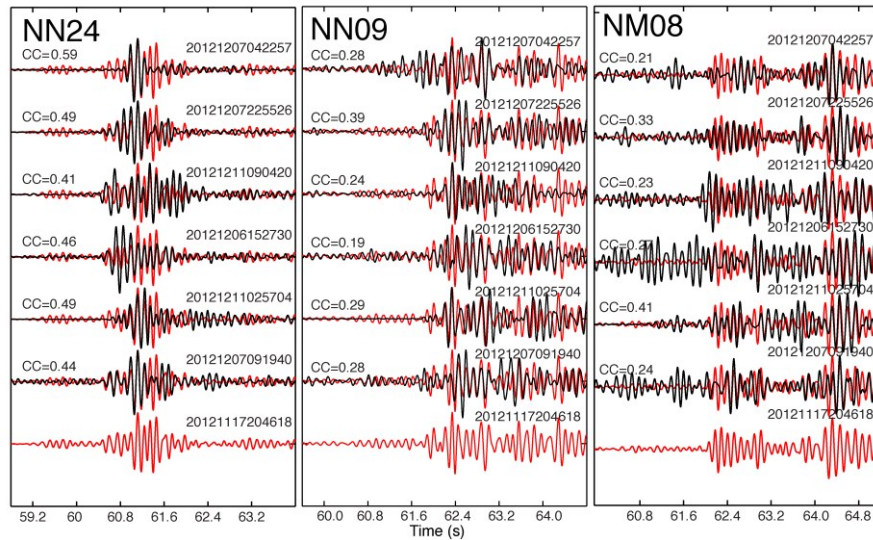 NN24
20121207042257
CC=0.59
20121207225526
CC=0.49
20121211090420
CC=0.41
20121206152730
CC=0.46
20121211025704
CC=0.49
20121207091940
CC=0.44
20121117204618
59.2 60 60.8 61.6 62.4 63.2
NN09
20121207042257
CC=0.28
20121207225526
CC=0.39
20121211090420
CC=0.24
20121206152730
CC=0.19
20121211025704
CC=0.29
20121207091940
CC=0.28
20121117204618
60.0 60.8 61.6 62.4 63.2 64.0
Time (s)
NM08
20121207042257
CC=0.21
20121207225526
CC=0.33
20121211090420
CC=0.23
20121206152730
CC=0.27
20121211025704
CC=0.41
20121207091940
CC=0.24
20121117204618
60.8 61.6 62.4 63.2 64.0 64.8